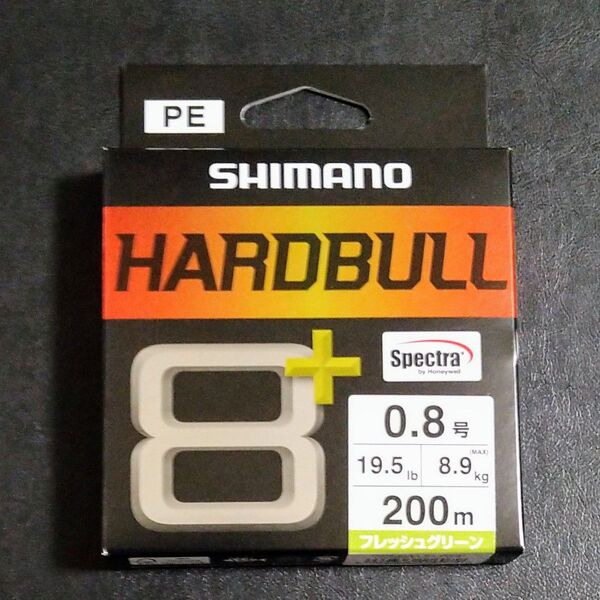 PE
SHIMANO
HARDBULL
8+
Spectra®
by Honeywell
0.8号
19.5lb
8.9kg (MAX)
200m
フレッシュグリーン